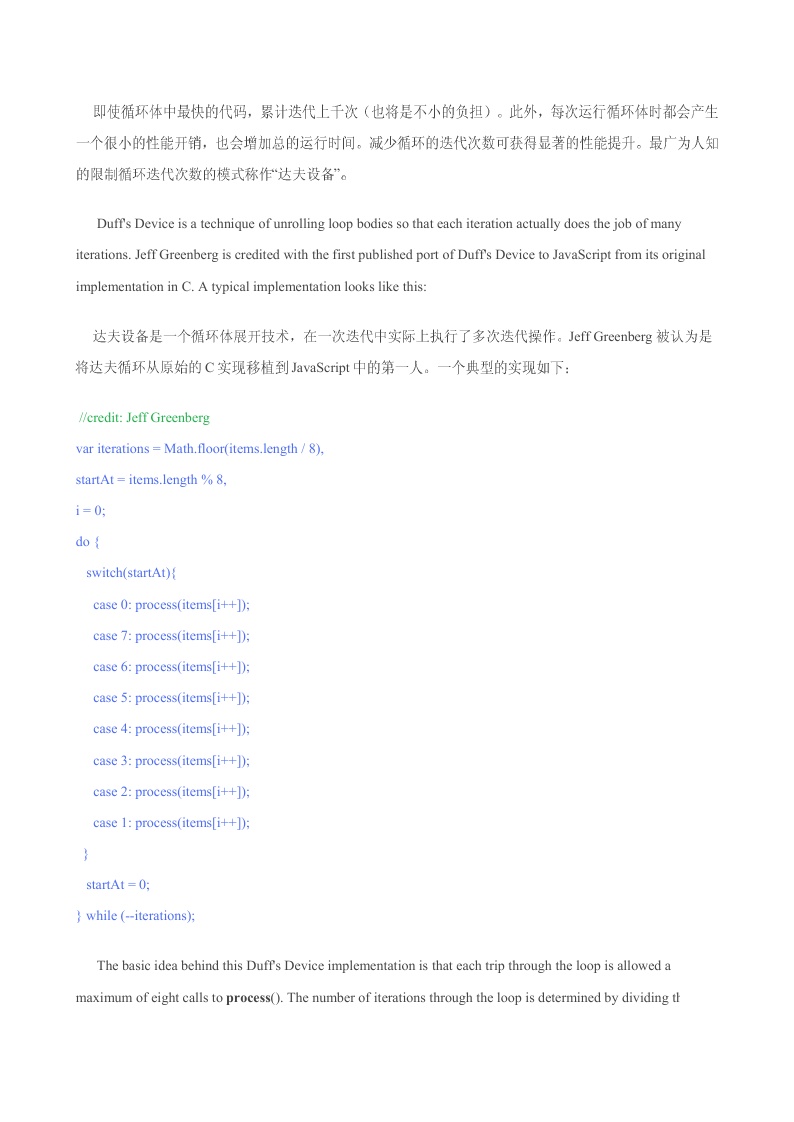 即使循环体中最快的代码，累计迭代上千次（也将是不小的负担）。此外，每次运行循环体时都会产生
一个很小的性能开销，也会增加总的运行时间。减少循环的迭代次数可获得显著的性能提升。最广为人知
的限制循环迭代次数的模式称作“达夫设备”。
Duff's Device is a technique of unrolling loop bodies so that each iteration actually does the job of many
iterations. Jeff Greenberg is credited with the first published port of Duff's Device to JavaScript from its original
implementation in C. A typical implementation looks like this:
达夫设备是一个循环体展开技术，在一次迭代中实际上执行了多次迭代操作。Jeff Greenberg 被认为是
将达夫循环从原始的 C 实现移植到 JavaScript 中的第一人。一个典型的实现如下：
//credit: Jeff Greenberg
var iterations = Math.floor(items.length / 8),
startAt = items.length % 8,
i = 0;
do {
switch(startAt){
case 0: process(items[i++]);
case 7: process(items[i++]);
case 6: process(items[i++]);
case 5: process(items[i++]);
case 4: process(items[i++]);
case 3: process(items[i++]);
case 2: process(items[i++]);
case 1: process(items[i++]);
}
startAt = 0;
} while (--iterations);
The basic idea behind this Duff's Device implementation is that each trip through the loop is allowed a
maximum of eight calls to process(). The number of iterations through the loop is determined by dividing